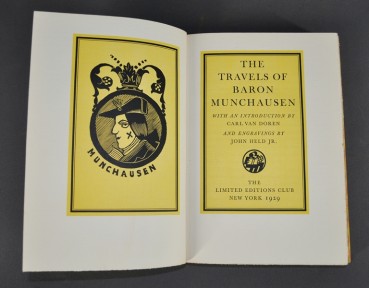 MUNCHAUSEN
THE
TRAVELS OF
BARON
MUNCHAUSEN
WITH AN INTRODUCTION BY
CARL VAN DOREN
AND ENGRAVINGS BY
JOHN HELD JR.
THE
LIMITED EDITIONS CLUB
NEW YORK 1929